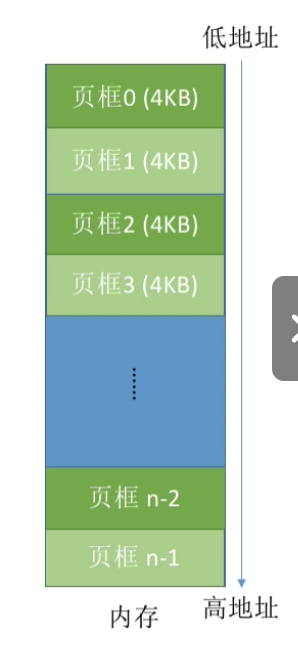 低地址
页框0 (4KB)
页框1 (4KB)
页框2 (4KB)
页框3 (4KB)
......
页框 n-2
页框 n-1
内存
高地址